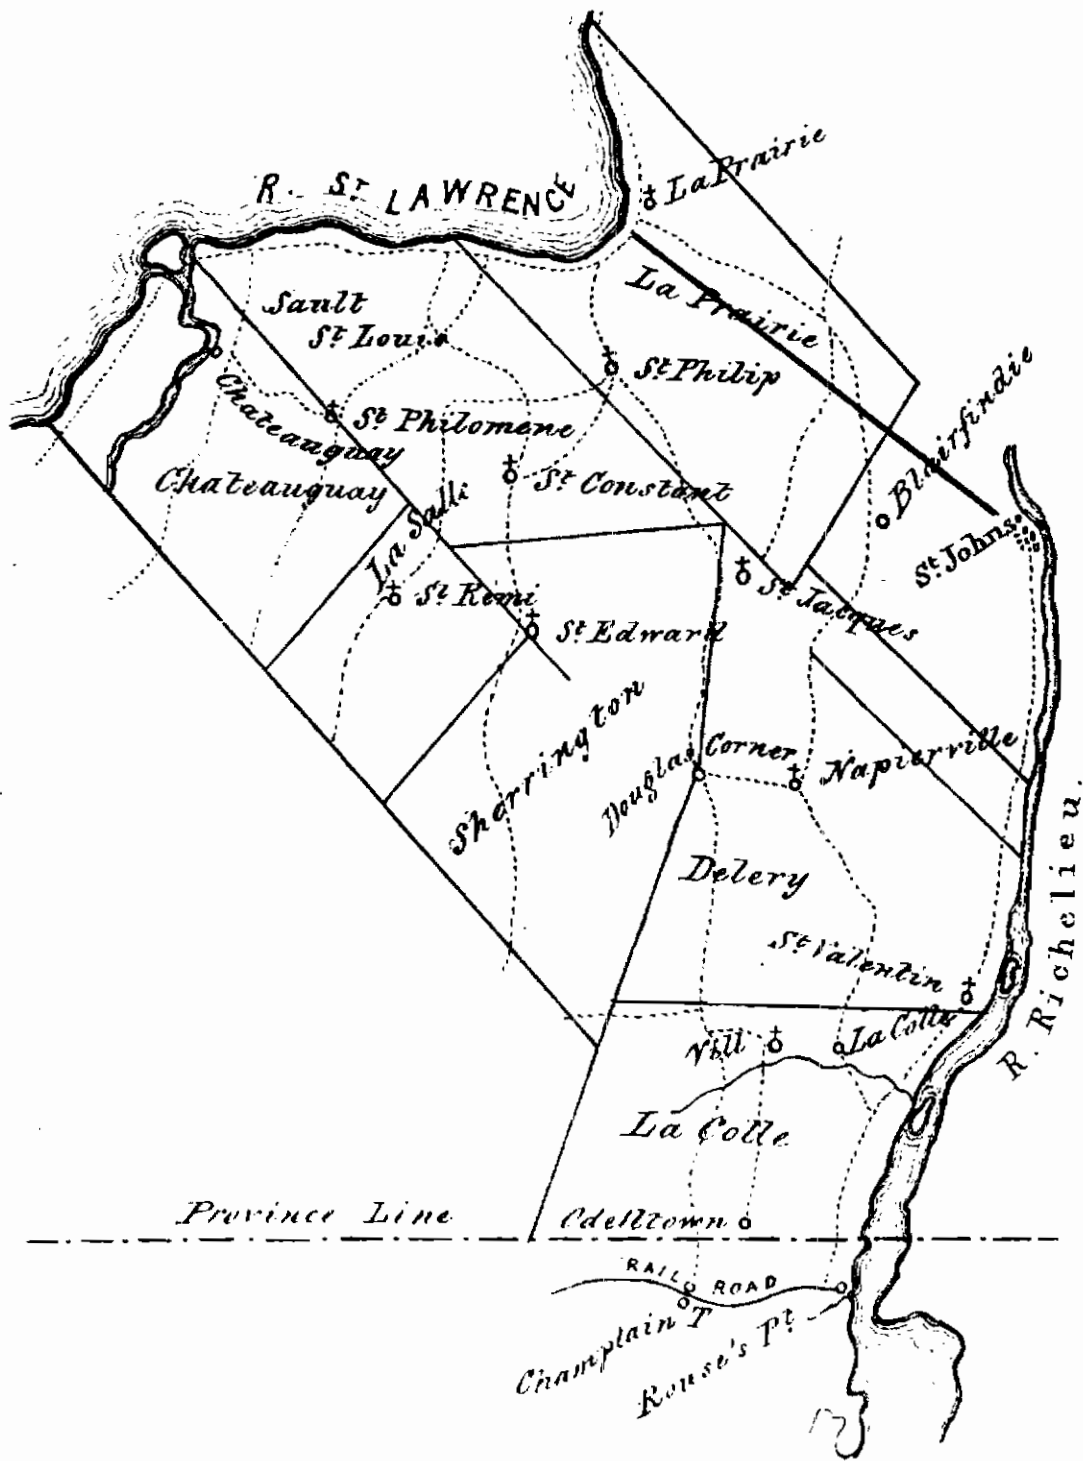 R. St LAWRENCE
La Prairie
La Prairie
Sault
St Louis
St Philip
Chateauguay
St Philomene
Blairfindie
Chateauguay
St Constant
La Salle
St Johns
St Remi
St Jacques
St Edward
Sherrington
Douglas Corner
Napierville
Delery
R. Richelieu
St Valentin
La Colle
Vill
La Colle
Province Line
Odelltown
RAIL ROAD
Champlain T
Rouse's Pt